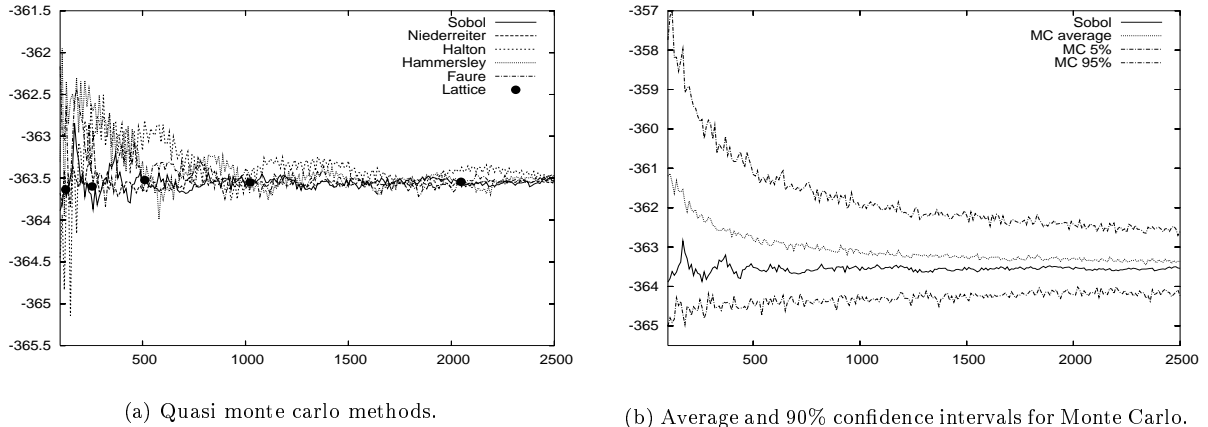 -361.5
-362
-362.5
-363
-363.5
-364
-364.5
-365
-365.5
500
1000
1500
2000
2500
Sobol
Niederreiter
Halton
Hammersley
Faure
Lattice
(a) Quasi monte carlo methods.
-357
-358
-359
-360
-361
-362
-363
-364
-365
500
1000
1500
2000
2500
Sobol
MC average
MC 5%
MC 95%
(b) Average and 90% confidence intervals for Monte Carlo.